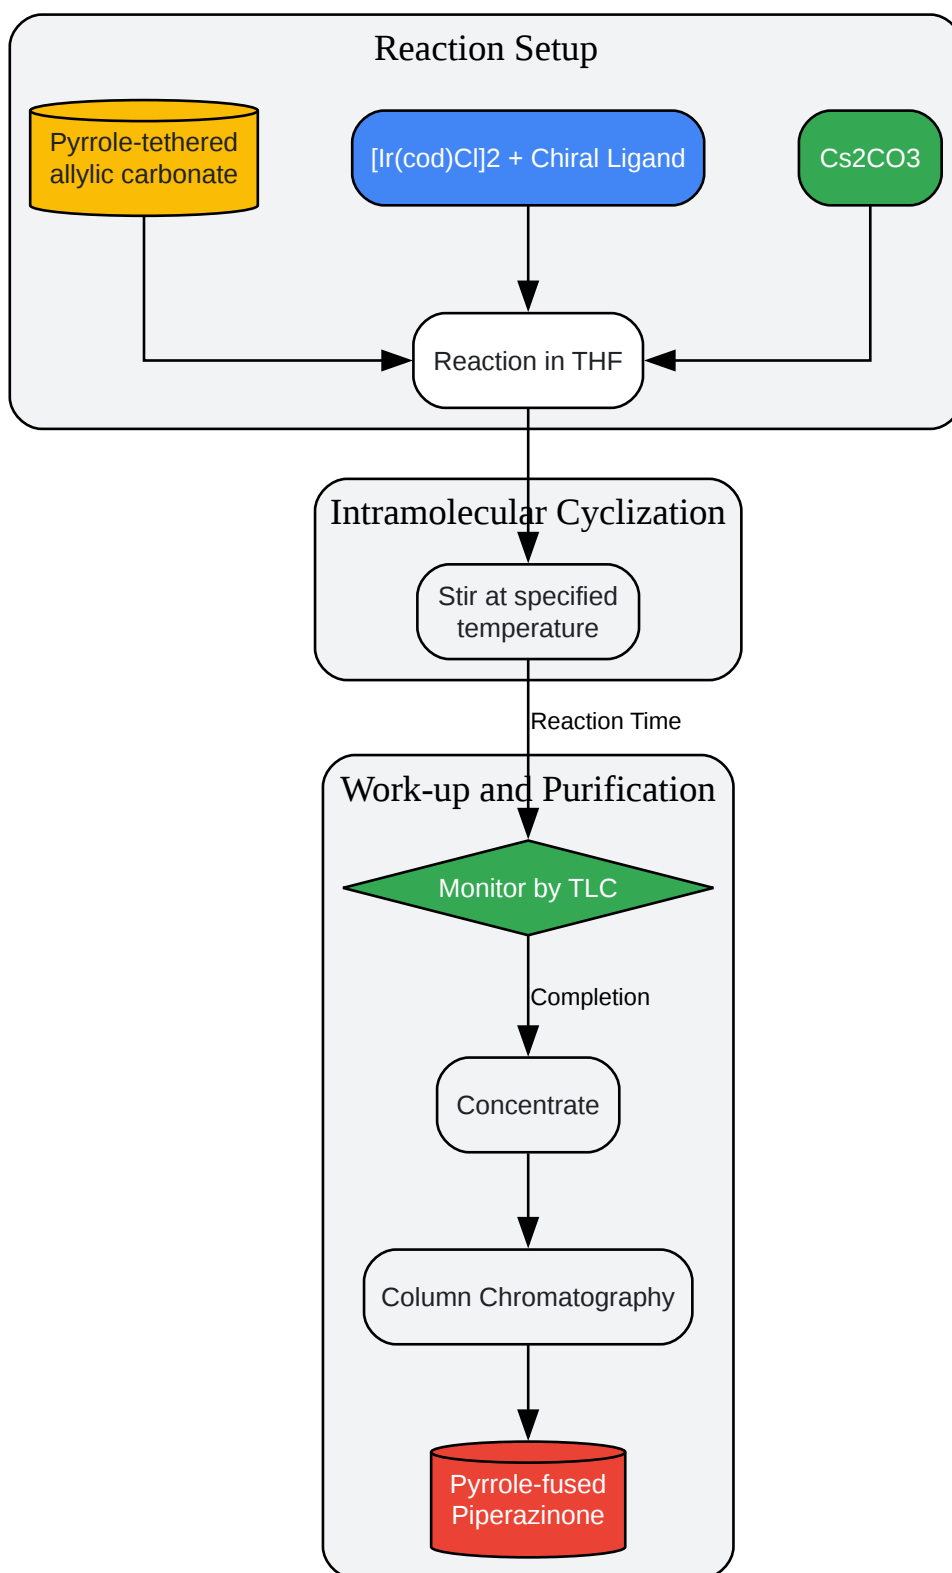 Reaction Setup
Pyrrole-tethered
allylic carbonate
[Ir(cod)Cl]2 + Chiral Ligand
Cs2CO3
Reaction in THF
Intramolecular Cyclization
Stir at specified
temperature
Reaction Time
Work-up and Purification
Monitor by TLC
Completion
Concentrate
Column Chromatography
Pyrrole-fused
Piperazinone